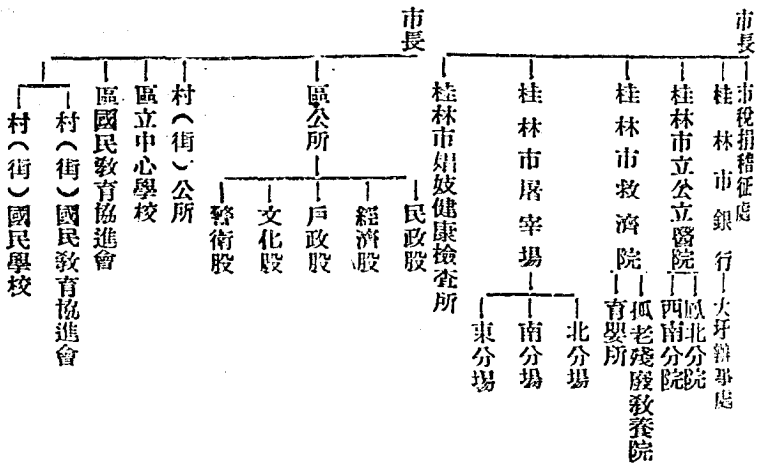 市長
市稅捐稽征處
桂林市銀行
大圩辦事處
桂林市立公立醫院
鳳北分院
西南分院
桂林市救濟院
孤老殘廢敎養院
育嬰所
桂林市屠宰場
北分場
南分場
東分場
桂林市娼妓健康檢查所
市長
區公所
民政股
經濟股
戶政股
文化股
警衛股
村(街)公所
區立中心學校
區國民敎育協進會
村(街)國民敎育協進會
村(街)國民學校